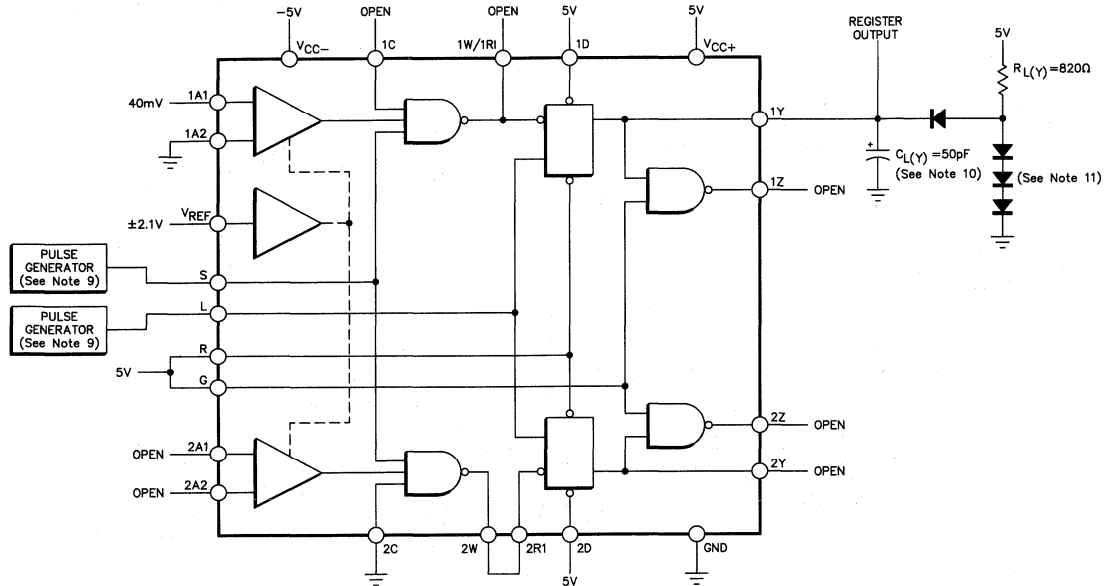 -5V
OPEN
OPEN
5V
5V
REGISTER
OUTPUT
5V
VCC-
1C
1W/1RI
1D
VCC+
RL(Y)=820Ω
40mV
1A1
1A2
1Y
CL(Y)=50pF
(See Note 10)
(See Note 11)
1Z
OPEN
±2.1V
VREF
PULSE
GENERATOR
(See Note 9)
S
PULSE
GENERATOR
(See Note 9)
L
R
5V
G
2Z
OPEN
OPEN
2A1
2Y
OPEN
OPEN
2A2
2C
2W
2R1
2D
GND
5V